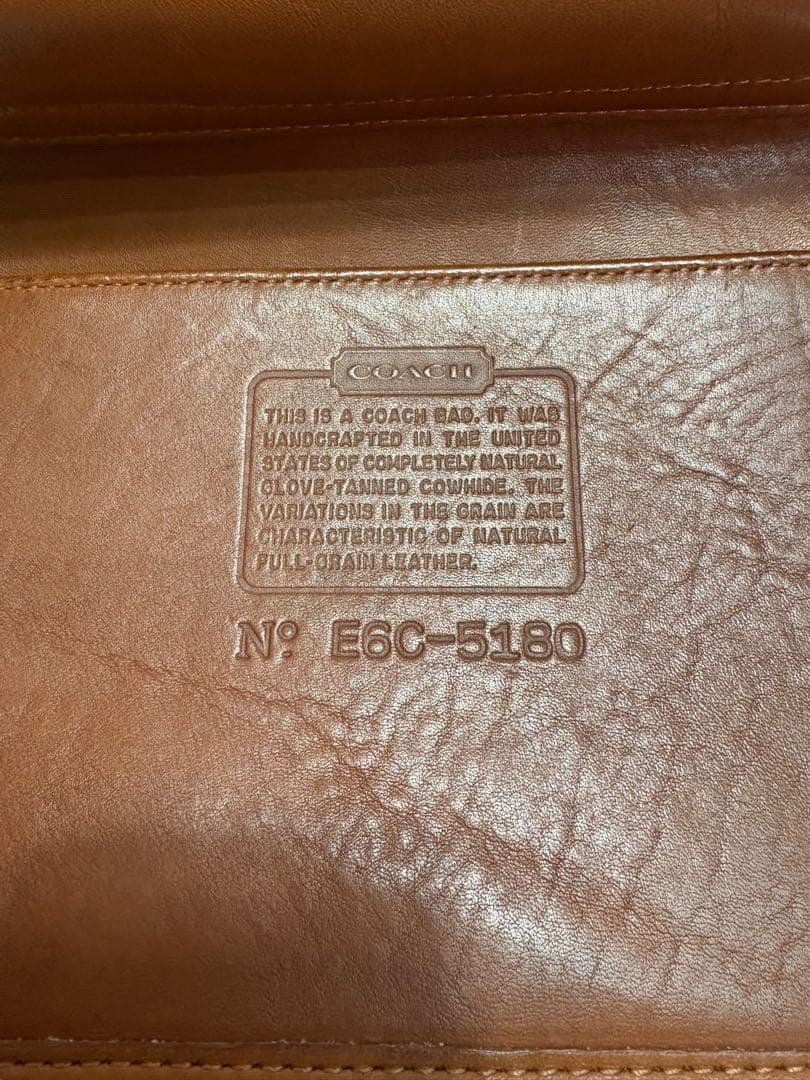 COACH
THIS IS A COACH BAG. IT WAS
HANDCRAFTED IN THE UNITED
STATES OF COMPLETELY NATURAL
GLOVE-TANNED COWHIDE. THE
VARIATIONS IN THE GRAIN ARE
CHARACTERISTIC OF NATURAL
FULL-GRAIN LEATHER.
Nº E6C-5180